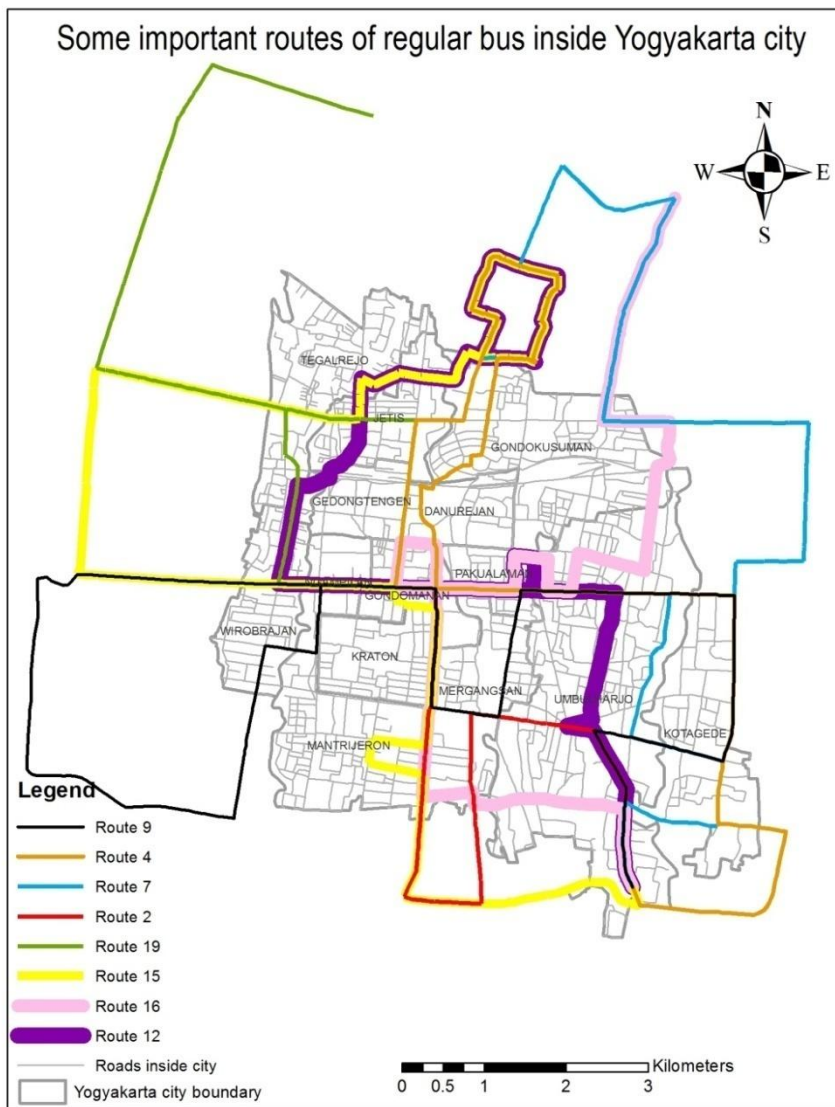 Some important routes of regular bus inside Yogyakarta city
N
W E
S
TEGALREJO
JETIS
GONDOKUSUMAN
GEDONGTENGEN
DANUREJAN
PAKUALAMAN
GONDOMANAN
WIROBRAJAN
KRATON
MERGANGSAN
UMBULHARJO
KOTAGEDE
MANTRIJERON
Legend
Route 9
Route 4
Route 7
Route 2
Route 19
Route 15
Route 16
Route 12
Roads inside city
Yogyakarta city boundary
Kilometers
0 0.5 1 2 3